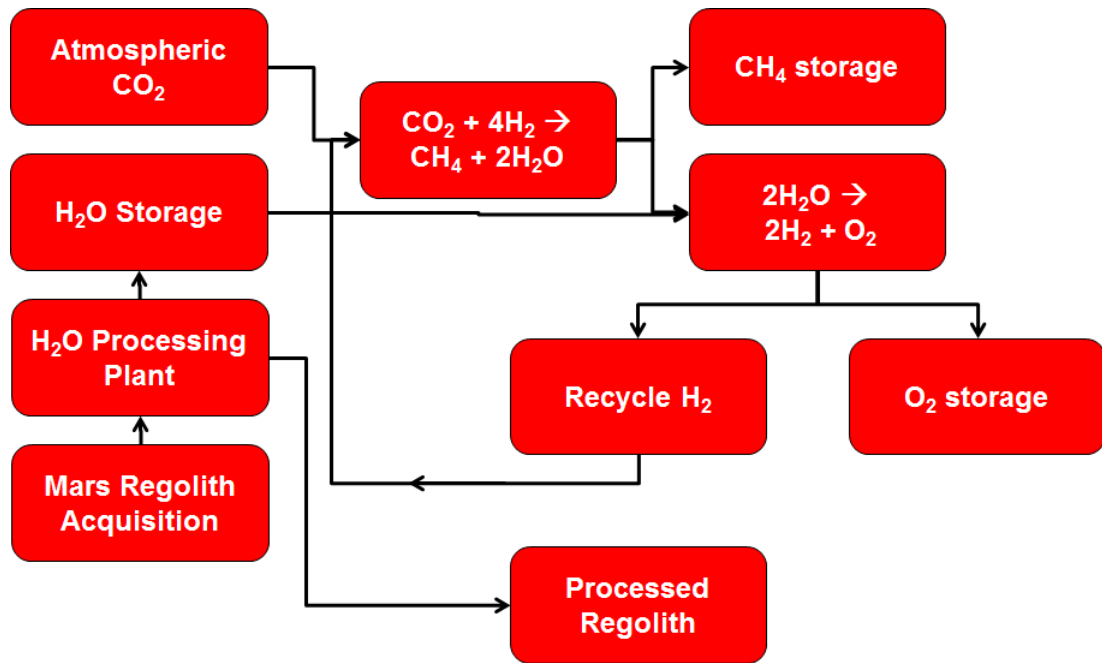 Atmospheric
CO₂
CH₄ storage
CO₂ + 4H₂ →
CH₄ + 2H₂O
H₂O Storage
2H₂O →
2H₂ + O₂
H₂O Processing
Plant
Recycle H₂
O₂ storage
Mars Regolith
Acquisition
Processed
Regolith